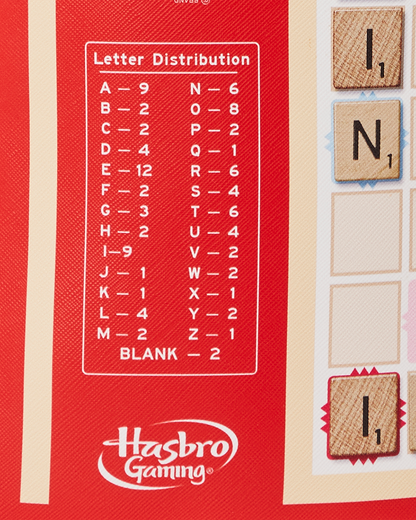 Letter Distribution
A — 9 N — 6
B — 2 O — 8
C — 2 P — 2
D — 4 Q — 1
E — 12 R — 6
F — 2 S — 4
G — 3 T — 6
H — 2 U — 4
I—9 V — 2
J — 1 W — 2
K — 1 X — 1
L — 4 Y — 2
M — 2 Z — 1
BLANK — 2
Hasbro
Gaming®
I1
N1
I1